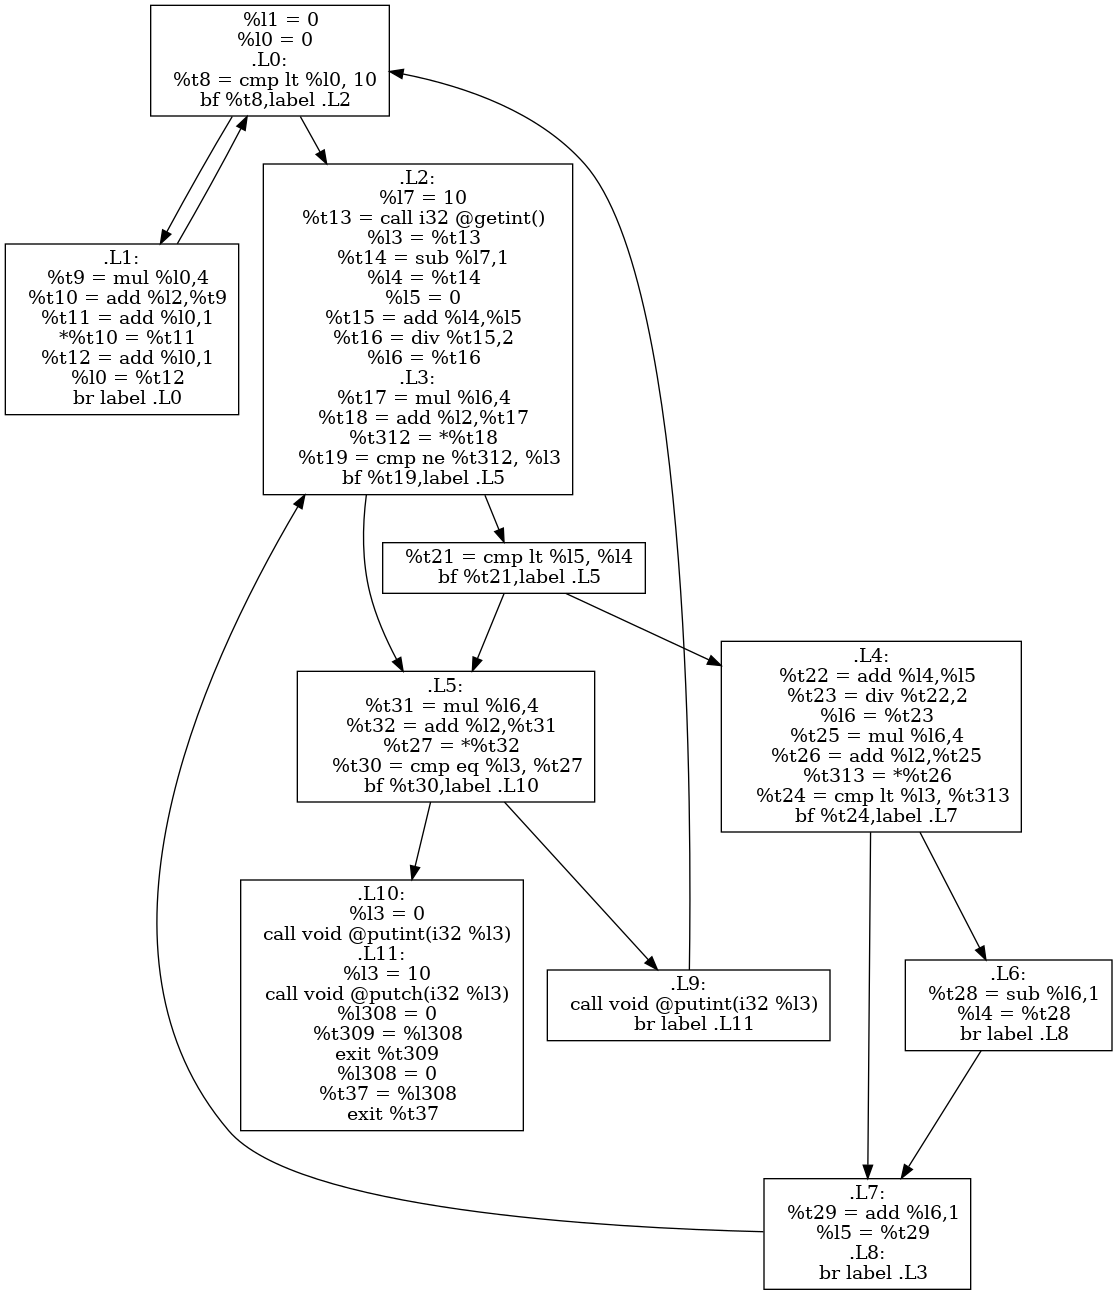 %l1 = 0
%l0 = 0
.L0:
%t8 = cmp lt %l0, 10
bf %t8,label .L2
.L2:
%l7 = 10
%t13 = call i32 @getint()
%l3 = %t13
%t14 = sub %l7,1
%l4 = %t14
%l5 = 0
%t15 = add %l4,%l5
%t16 = div %t15,2
%l6 = %t16
.L3:
%t17 = mul %l6,4
%t18 = add %l2,%t17
%t312 = *%t18
%t19 = cmp ne %t312, %l3
bf %t19,label .L5
.L1:
%t9 = mul %l0,4
%t10 = add %l2,%t9
%t11 = add %l0,1
*%t10 = %t11
%t12 = add %l0,1
%l0 = %t12
br label .L0
%t21 = cmp lt %l5, %l4
bf %t21,label .L5
.L4:
%t22 = add %l4,%l5
%t23 = div %t22,2
%l6 = %t23
%t25 = mul %l6,4
%t26 = add %l2,%t25
%t313 = *%t26
%t24 = cmp lt %l3, %t313
bf %t24,label .L7
.L5:
%t31 = mul %l6,4
%t32 = add %l2,%t31
%t27 = *%t32
%t30 = cmp eq %l3, %t27
bf %t30,label .L10
.L10:
%l3 = 0
call void @putint(i32 %l3)
.L11:
%l3 = 10
call void @putch(i32 %l3)
%l308 = 0
%t309 = %l308
exit %t309
%l308 = 0
%t37 = %l308
exit %t37
.L9:
call void @putint(i32 %l3)
br label .L11
.L6:
%t28 = sub %l6,1
%l4 = %t28
br label .L8
.L7:
%t29 = add %l6,1
%l5 = %t29
.L8:
br label .L3